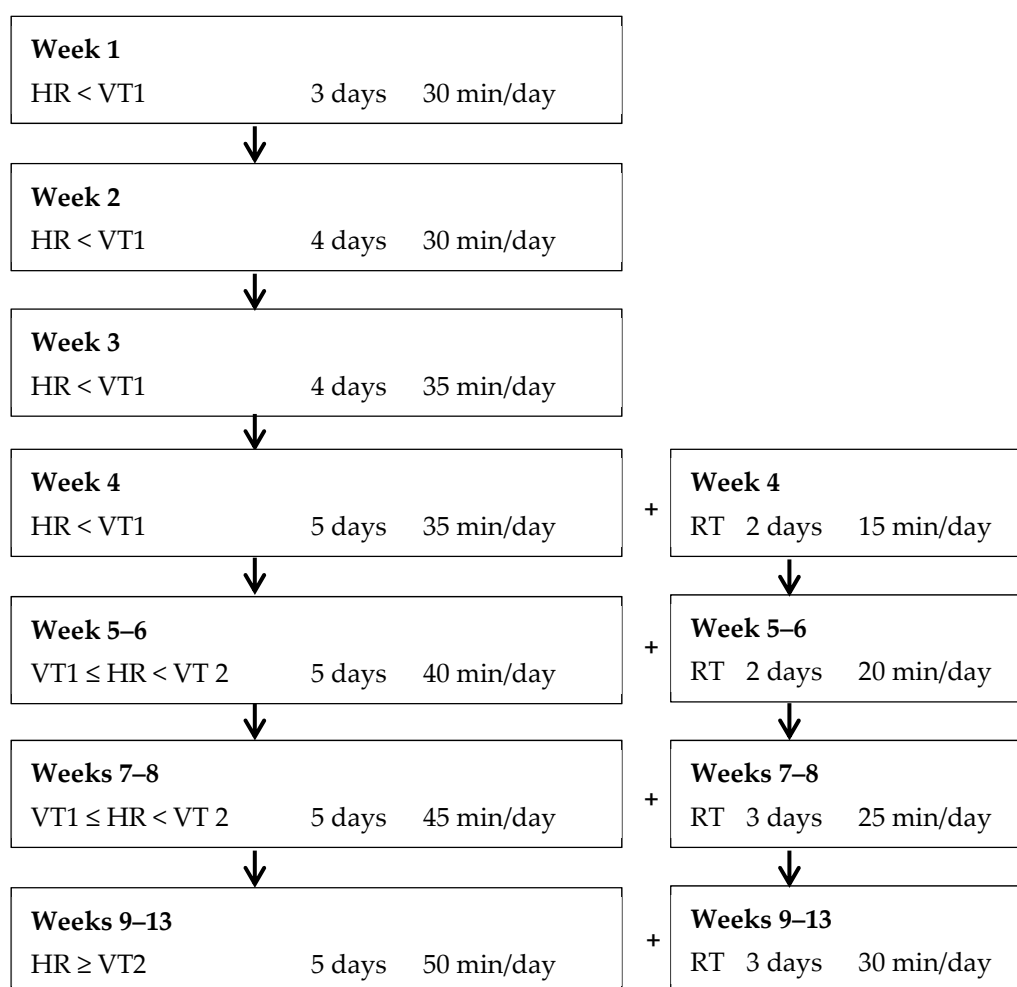 Week 1
HR < VT1 3 days 30 min/day
Week 2
HR < VT1 4 days 30 min/day
Week 3
HR < VT1 4 days 35 min/day
Week 4
HR < VT1 5 days 35 min/day
+
Week 4
RT 2 days 15 min/day
Week 5–6
VT1 ≤ HR < VT 2 5 days 40 min/day
+
Week 5–6
RT 2 days 20 min/day
Weeks 7–8
VT1 ≤ HR < VT 2 5 days 45 min/day
+
Weeks 7–8
RT 3 days 25 min/day
Weeks 9–13
HR ≥ VT2 5 days 50 min/day
+
Weeks 9–13
RT 3 days 30 min/day